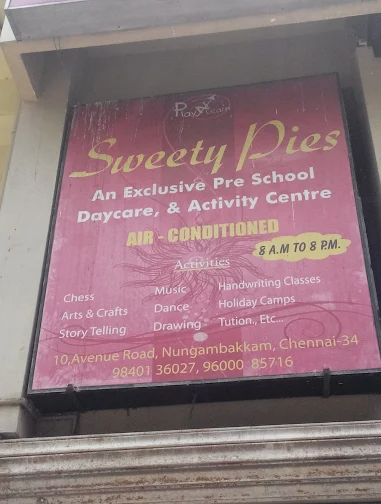 Sweety Pies
An Exclusive Pre School
Daycare, & Activity Centre
AIR - CONDITIONED
8 A.M TO 8 P.M.
Activities
Chess Music Handwriting Classes
Arts & Crafts Dance Holiday Camps
Story Telling Drawing Tution., Etc...
10,Avenue Road, Nungambakkam, Chennai-34
98401 36027, 96000 85716